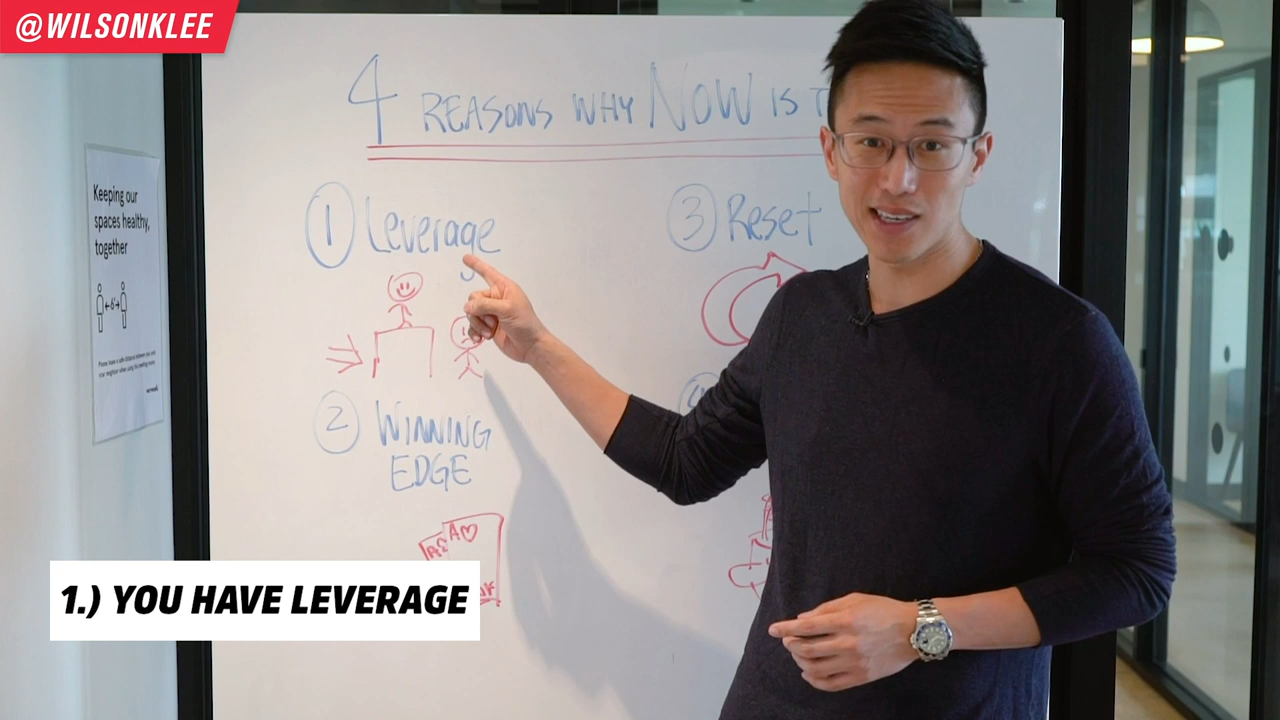 @WILSONKLEE
4 REASONS WHY NOW IS T
1 Leverage
3 Reset
Keeping our
spaces healthy,
together
←6'→
2 WINNING
EDGE
A♡
1.) YOU HAVE LEVERAGE